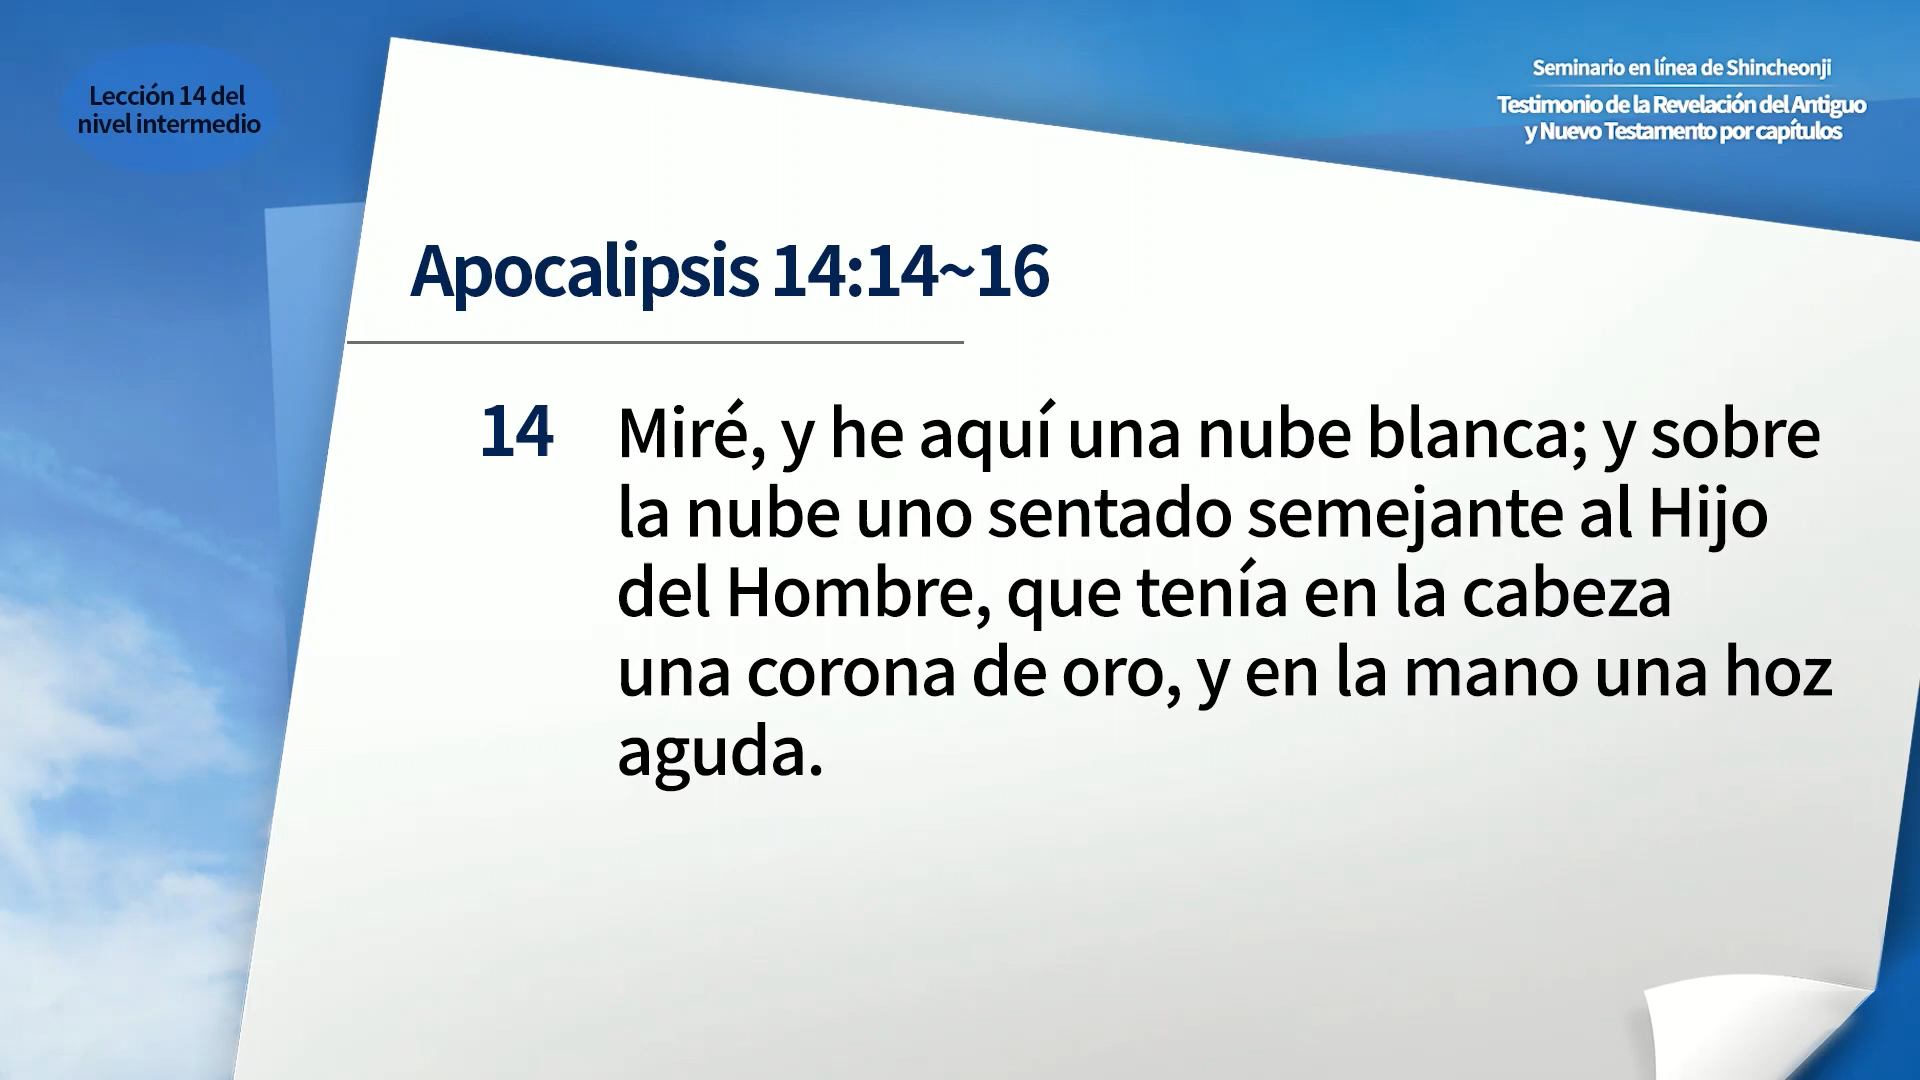 Lección 14 del
nivel intermedio
Seminario en línea de Shincheonji
Testimonio de la Revelación del Antiguo
y Nuevo Testamento por capítulos
Apocalipsis 14:14~16
14 Miré, y he aquí una nube blanca; y sobre
la nube uno sentado semejante al Hijo
del Hombre, que tenía en la cabeza
una corona de oro, y en la mano una hoz
aguda.